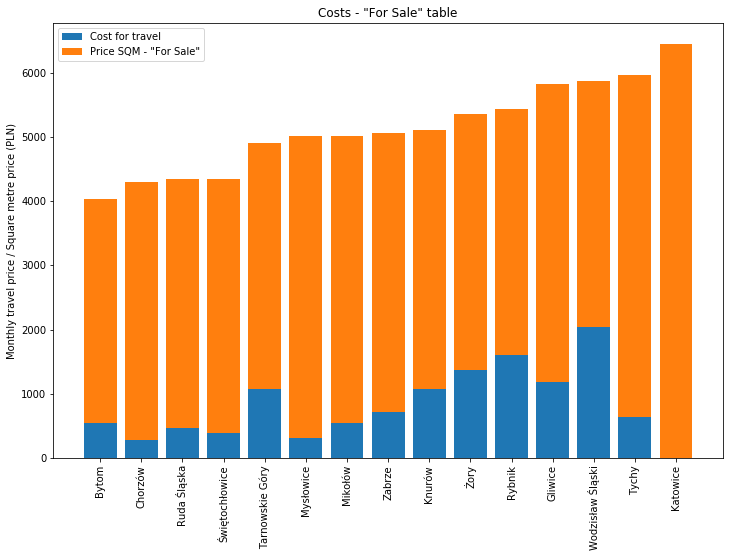 Costs - "For Sale" table
Cost for travel
Price SQM - "For Sale"
Monthly travel price / Square metre price (PLN)
6000
5000
4000
3000
2000
1000
0
Bytom
Chorzów
Ruda Śląska
Świętochłowice
Tarnowskie Góry
Mysłowice
Mikołów
Zabrze
Knurów
Żory
Rybnik
Gliwice
Wodzisław Śląski
Tychy
Katowice